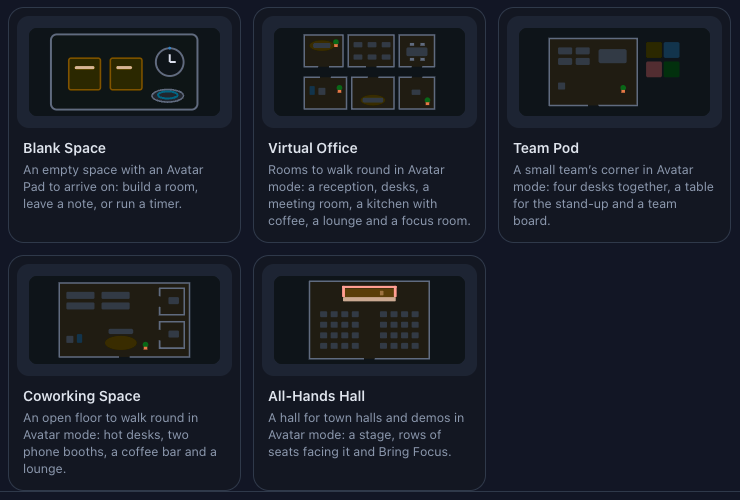 Blank Space
An empty space with an Avatar
Pad to arrive on: build a room,
leave a note, or run a timer.
Virtual Office
Rooms to walk round in Avatar
mode: a reception, desks, a
meeting room, a kitchen with
coffee, a lounge and a focus room.
Team Pod
A small team's corner in Avatar
mode: four desks together, a table
for the stand-up and a team
board.
Coworking Space
An open floor to walk round in
Avatar mode: hot desks, two
phone booths, a coffee bar and a
lounge.
All-Hands Hall
A hall for town halls and demos in
Avatar mode: a stage, rows of
seats facing it and Bring Focus.